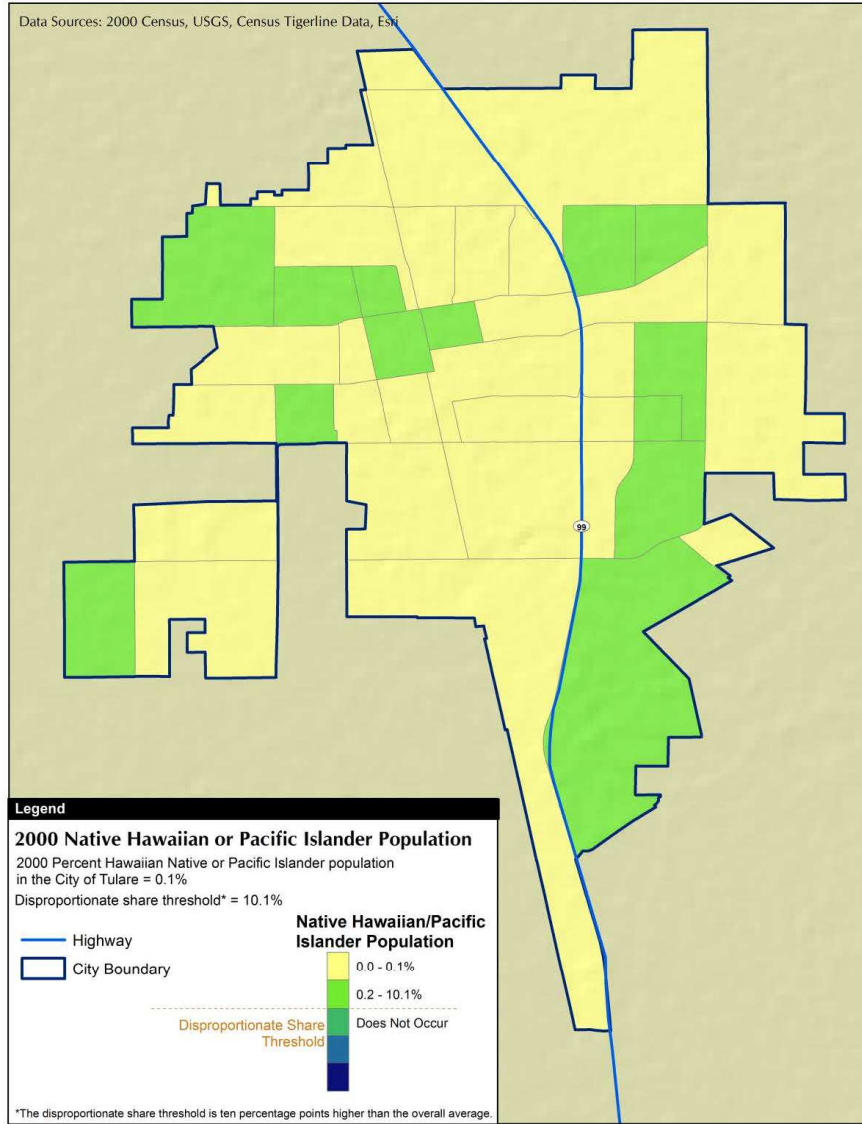 Data Sources: 2000 Census, USGS, Census Tigerline Data, Esri
99
Legend
2000 Native Hawaiian or Pacific Islander Population
2000 Percent Hawaiian Native or Pacific Islander population
in the City of Tulare = 0.1%
Disproportionate share threshold* = 10.1%
Highway
City Boundary
Native Hawaiian/Pacific
Islander Population
0.0 - 0.1%
0.2 - 10.1%
Disproportionate Share
Threshold
Does Not Occur
*The disproportionate share threshold is ten percentage points higher than the overall average.